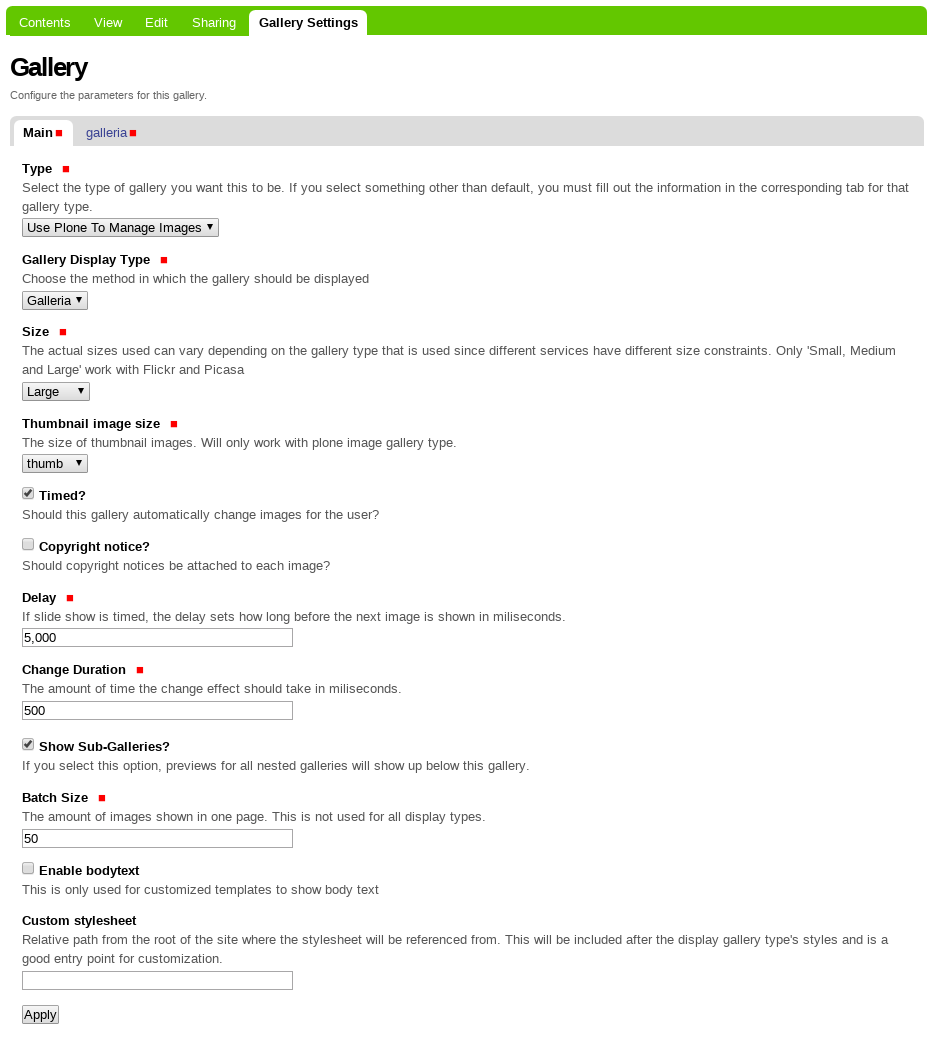 Contents View Edit Sharing Gallery Settings
Gallery
Configure the parameters for this gallery.
Main galleria
Type
Select the type of gallery you want this to be. If you select something other than default, you must fill out the information in the corresponding tab for that
gallery type.
Use Plone To Manage Images
Gallery Display Type
Choose the method in which the gallery should be displayed
Galleria
Size
The actual sizes used can vary depending on the gallery type that is used since different services have different size constraints. Only 'Small, Medium
and Large' work with Flickr and Picasa
Large
Thumbnail image size
The size of thumbnail images. Will only work with plone image gallery type.
thumb
Timed?
Should this gallery automatically change images for the user?
Copyright notice?
Should copyright notices be attached to each image?
Delay
If slide show is timed, the delay sets how long before the next image is shown in miliseconds.
5,000
Change Duration
The amount of time the change effect should take in miliseconds.
500
Show Sub-Galleries?
If you select this option, previews for all nested galleries will show up below this gallery.
Batch Size
The amount of images shown in one page. This is not used for all display types.
50
Enable bodytext
This is only used for customized templates to show body text
Custom stylesheet
Relative path from the root of the site where the stylesheet will be referenced from. This will be included after the display gallery type's styles and is a
good entry point for customization.
Apply